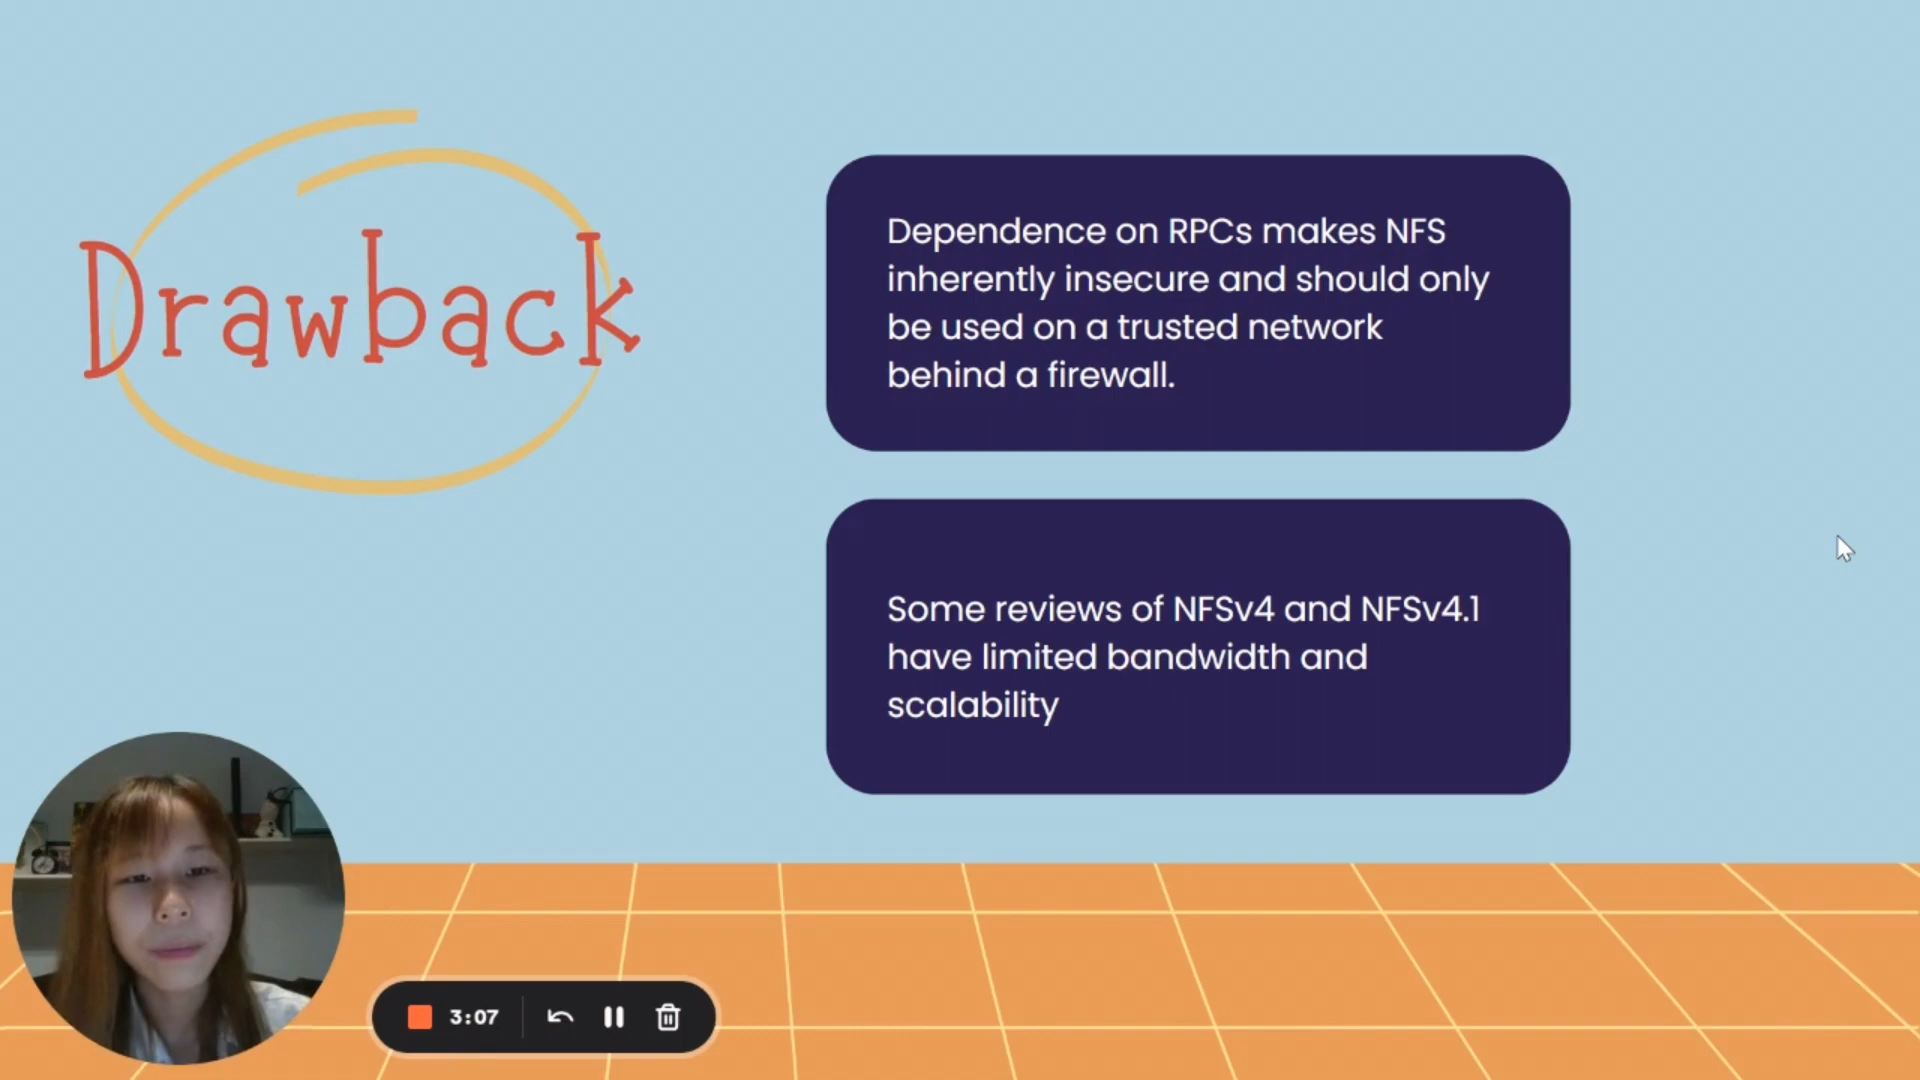 Drawback
Dependence on RPCs makes NFS
inherently insecure and should only
be used on a trusted network
behind a firewall.
Some reviews of NFSv4 and NFSv4.1
have limited bandwidth and
scalability
3:07